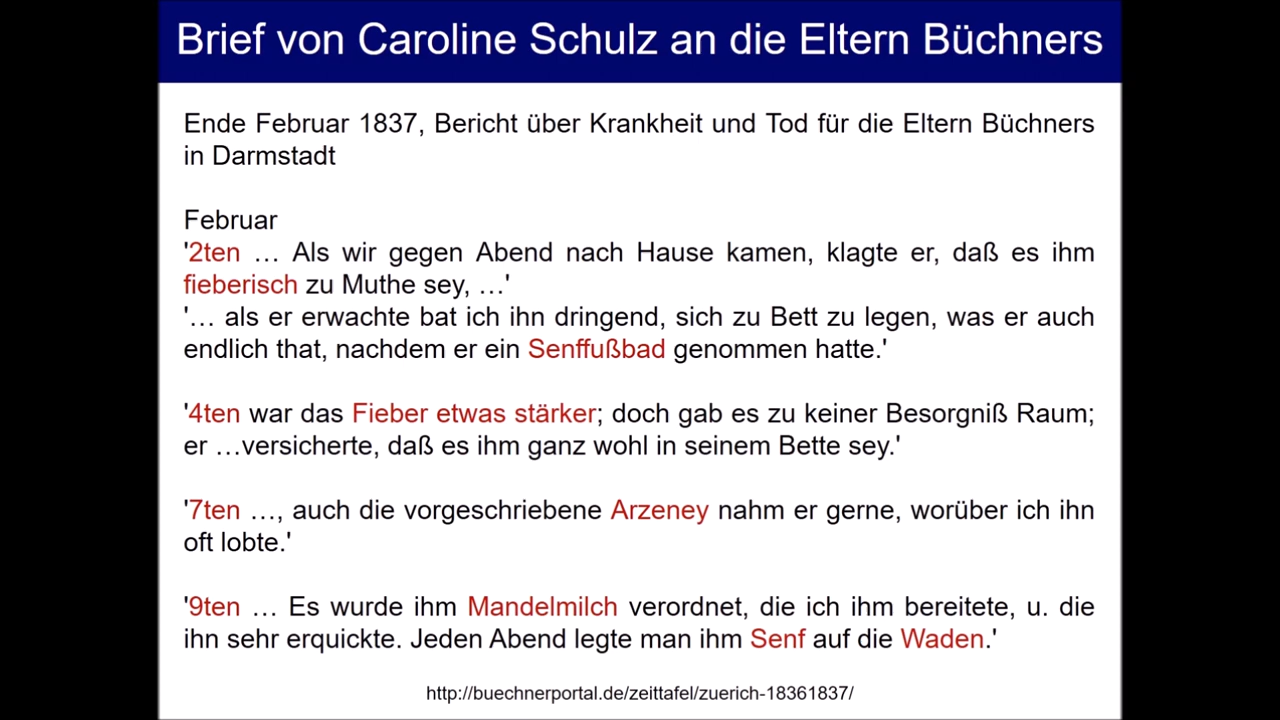 Brief von Caroline Schulz an die Eltern Büchners
Ende Februar 1837, Bericht über Krankheit und Tod für die Eltern Büchners
in Darmstadt
Februar
'2ten … Als wir gegen Abend nach Hause kamen, klagte er, daß es ihm
fieberisch zu Muthe sey, …'
'… als er erwachte bat ich ihn dringend, sich zu Bett zu legen, was er auch
endlich that, nachdem er ein Senffußbad genommen hatte.'
'4ten war das Fieber etwas stärker; doch gab es zu keiner Besorgniß Raum;
er …versicherte, daß es ihm ganz wohl in seinem Bette sey.'
'7ten …, auch die vorgeschriebene Arzeney nahm er gerne, worüber ich ihn
oft lobte.'
'9ten … Es wurde ihm Mandelmilch verordnet, die ich ihm bereitete, u. die
ihn sehr erquickte. Jeden Abend legte man ihm Senf auf die Waden.'
http://buechnerportal.de/zeittafel/zuerich-18361837/